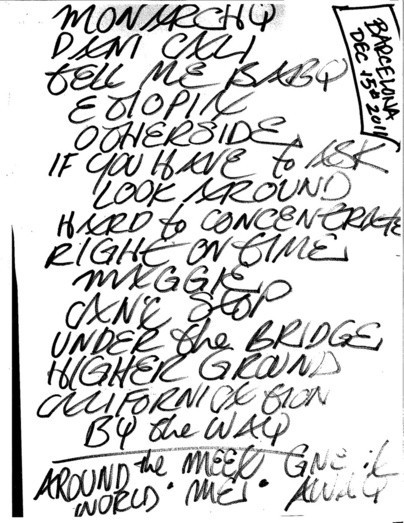 MONARCHY
DANI CALI
TELL ME BABY
ETIOPIA
OTHERSIDE
IF YOU HAVE to ASK
LOOK AROUND
HARD to CONCENTRATE
RIGHT ON TIME
MAGGIE
CAN'T STOP
UNDER the BRIDGE
HIGHER GROUND
CALIFORNICATION
BY the WAY
AROUND the WORLD • MEEK ME • GIVE it AWAY
BARCELONA
DEC 15th 2011